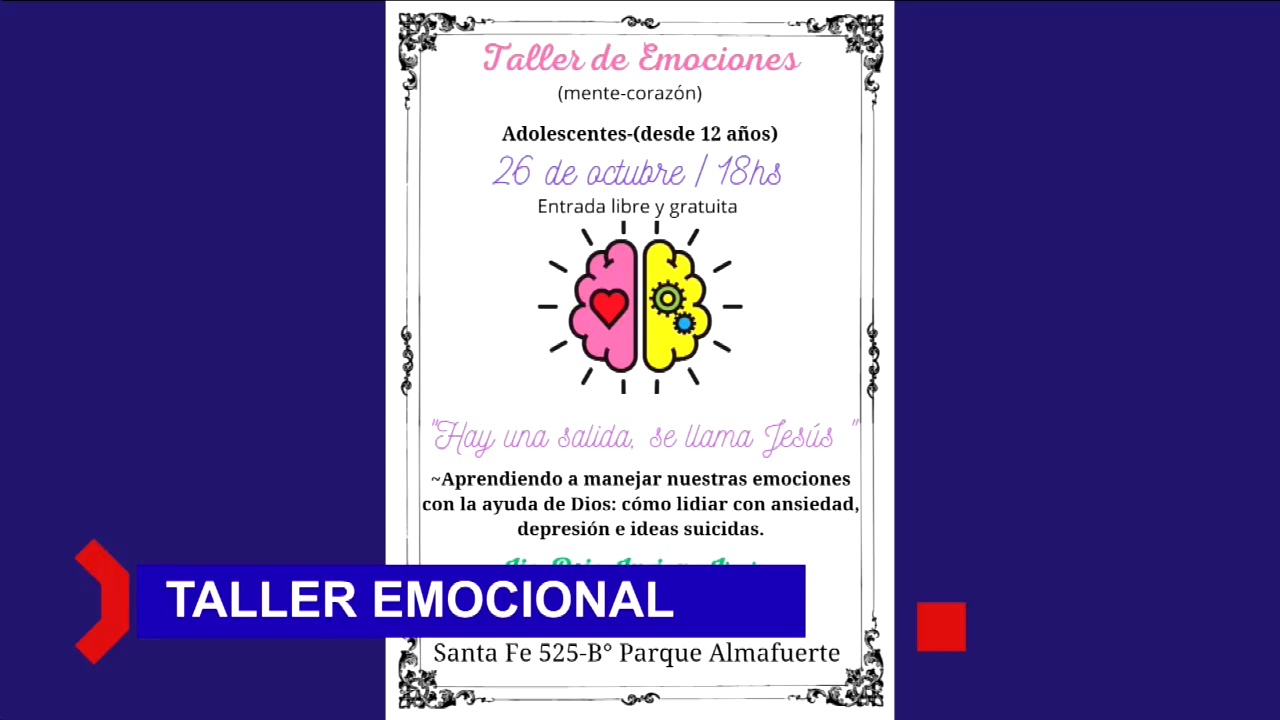 Taller de Emociones
(mente-corazón)
Adolescentes-(desde 12 años)
26 de octubre / 18hs
Entrada libre y gratuita
"Hay una salida, se llama Jesús "
~Aprendiendo a manejar nuestras emociones
con la ayuda de Dios: cómo lidiar con ansiedad,
depresión e ideas suicidas.
TALLER EMOCIONAL
Santa Fe 525-B° Parque Almafuerte